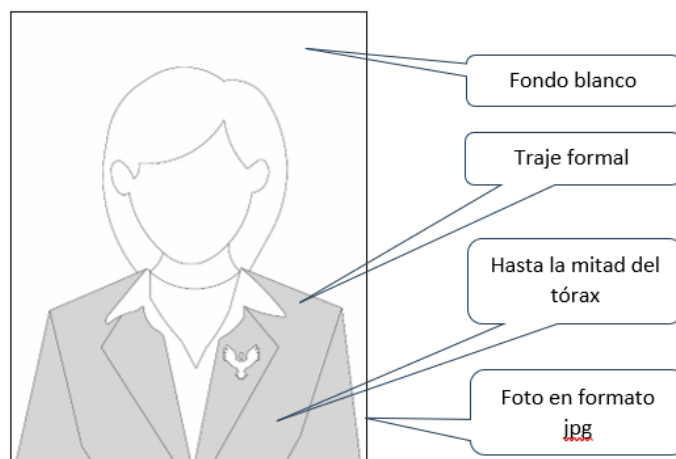 Fondo blanco
Traje formal
Hasta la mitad del
tórax
Foto en formato
jpg